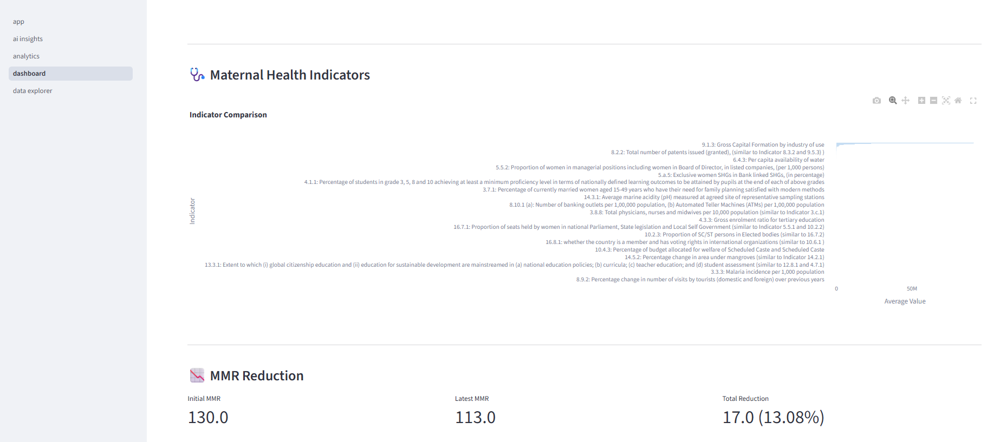 app
ai insights
analytics
dashboard
data explorer
Maternal Health Indicators
Indicator Comparison
Indicator
9.1.3: Gross Capital Formation by industry of use
8.2.2: Total number of patents issued (granted), (similar to Indicator 8.3.2 and 9.5.3) )
6.4.3: Per capita availability of water
5.5.2: Proportion of women in managerial positions including women in Board of Director, in listed companies, (per 1,000 persons)
5.a.5: Exclusive women SHGs in Bank linked SHGs, (in percentage)
4.1.1: Percentage of students in grade 3, 5, 8 and 10 achieving at least a minimum proficiency level in terms of nationally defined learning outcomes to be attained by pupils at the end of each of above grades
3.7.1: Percentage of currently married women aged 15-49 years who have their need for family planning satisfied with modern methods
14.3.1: Average marine acidity (pH) measured at agreed site of representative sampling stations
8.10.1 (a): Number of banking outlets per 1,00,000 population, (b) Automated Teller Machines (ATMs) per 1,00,000 population
3.8.8: Total physicians, nurses and midwives per 10,000 population (similar to Indicator 3.c.1)
4.3.3: Gross enrolment ratio for tertiary education
16.7.1: Proportion of seats held by women in national Parliament, State legislation and Local Self Government (similar to Indicator 5.5.1 and 10.2.2)
10.2.3: Proportion of SC/ST persons in Elected bodies (similar to 16.7.2)
16.8.1: whether the country is a member and has voting rights in international organizations (similar to 10.6.1 )
10.4.3: Percentage of budget allocated for welfare of Scheduled Caste and Scheduled Caste
14.5.2: Percentage change in area under mangroves (similar to Indicator 14.2.1)
13.3.1: Extent to which (i) global citizenship education and (ii) education for sustainable development are mainstreamed in (a) national education policies; (b) curricula; (c) teacher education; and (d) student assessment (similar to 12.8.1 and 4.7.1)
3.3.3: Malaria incidence per 1,000 population
8.9.2: Percentage change in number of visits by tourists (domestic and foreign) over previous years
0 50M
Average Value
MMR Reduction
Initial MMR Latest MMR Total Reduction
130.0 113.0 17.0 (13.08%)